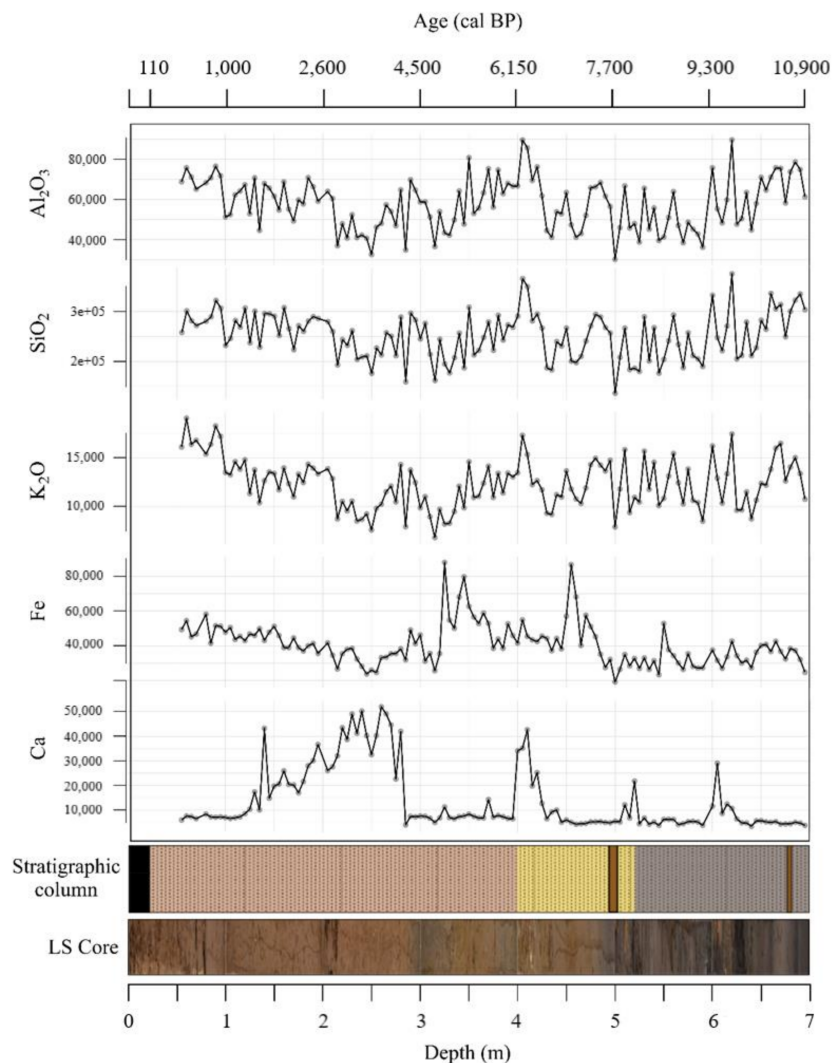 Age (cal BP)
110 1,000 2,600 4,500 6,150 7,700 9,300 10,900
Al₂O₃
80,000
60,000
40,000
SiO₂
3e+05
2e+05
K₂O
15,000
10,000
Fe
80,000
60,000
40,000
Ca
50,000
40,000
30,000
20,000
10,000
Stratigraphic
column
LS Core
0 1 2 3 4 5 6 7
Depth (m)